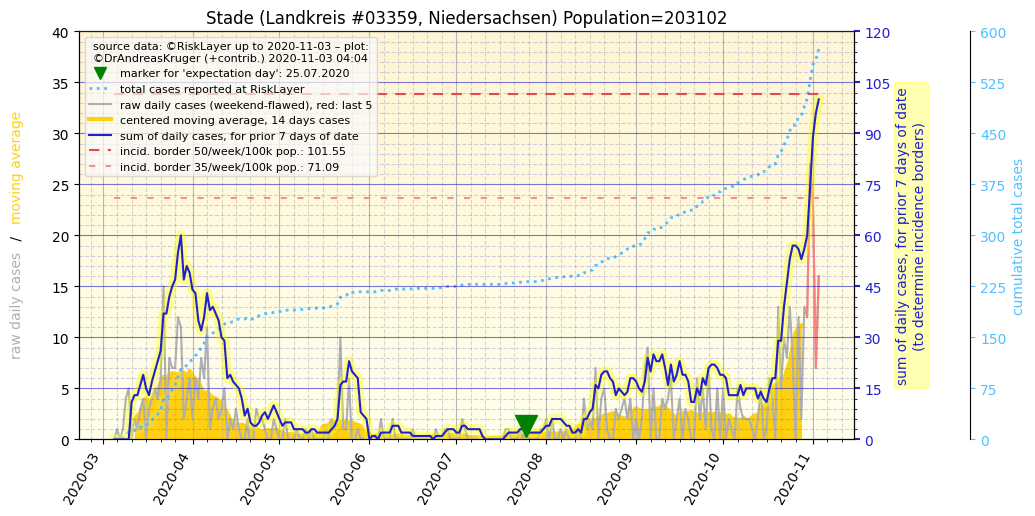 Stade (Landkreis #03359, Niedersachsen) Population=203102
source data: ©RiskLayer up to 2020-11-03 – plot:
©DrAndreasKruger (+contrib.) 2020-11-03 04:04
marker for 'expectation day': 25.07.2020
total cases reported at RiskLayer
raw daily cases (weekend-flawed), red: last 5
centered moving average, 14 days cases
sum of daily cases, for prior 7 days of date
incid. border 50/week/100k pop.: 101.55
incid. border 35/week/100k pop.: 71.09
raw daily cases / moving average
40
35
30
25
20
15
10
5
0
120
105
90
75
60
45
30
15
0
sum of daily cases, for prior 7 days of date
(to determine incidence borders)
600
525
450
375
300
225
150
75
0
cumulative total cases
2020-03
2020-04
2020-05
2020-06
2020-07
2020-08
2020-09
2020-10
2020-11